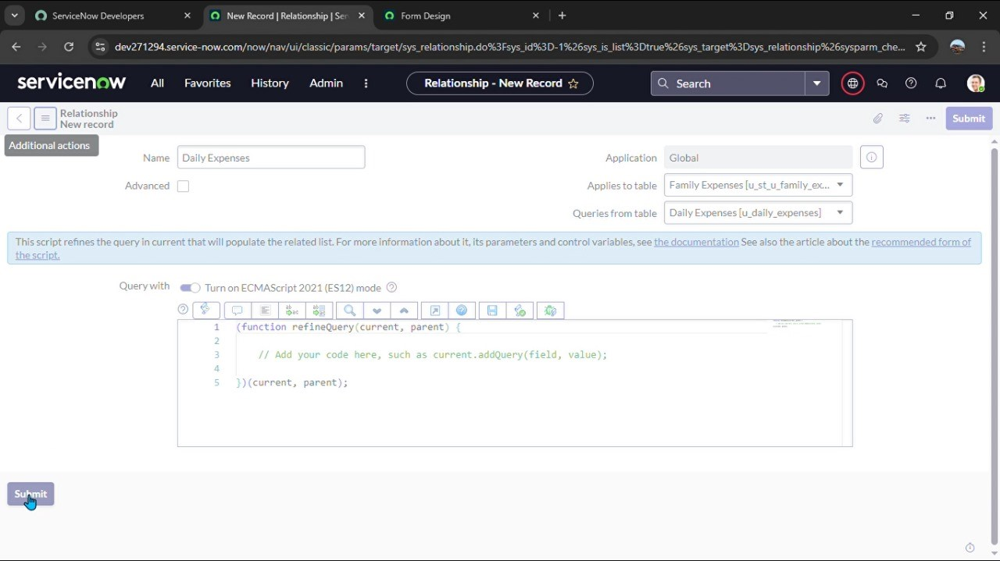 ServiceNow Developers
New Record | Relationship | Ser
Form Design
dev271294.service-now.com/now/nav/ui/classic/params/target/sys_relationship.do%3Fsys_id%3D-1%26sys_is_list%3Dtrue%26sys_target%3Dsys_relationship%26sysparm_che...
servicenow
All
Favorites
History
Admin
Relationship - New Record
Search
Relationship
New record
Submit
Additional actions
Name
Daily Expenses
Application
Global
Advanced
Applies to table
Family Expenses [u_st_u_family_ex...
Queries from table
Daily Expenses [u_daily_expenses]
This script refines the query in current that will populate the related list. For more information about it, its parameters and control variables, see the documentation See also the article about the recommended form of
the script.
Query with
Turn on ECMAScript 2021 (ES12) mode
1 (function refineQuery(current, parent) {
2
3 // Add your code here, such as current.addQuery(field, value);
4
5 })(current, parent);
Submit